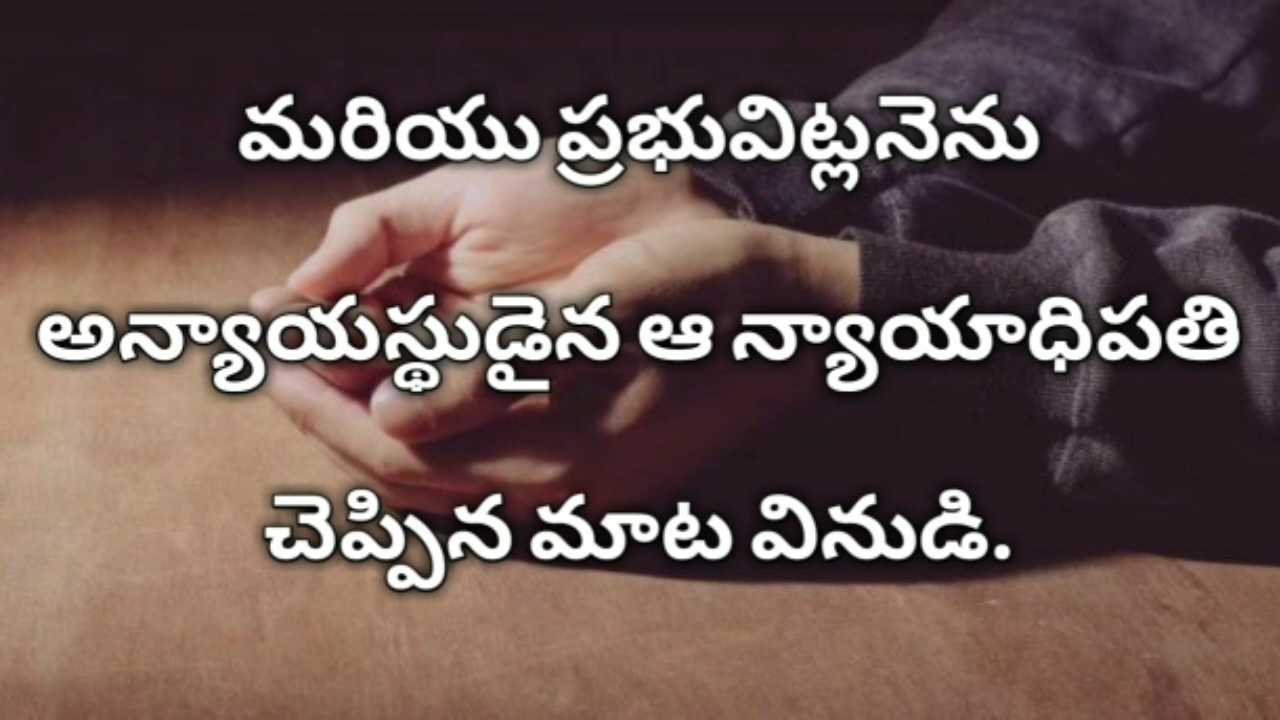 మరియు ప్రభువిట్లనెను
అన్యాయస్థుడైన ఆ న్యాయాధిపతి
చెప్పిన మాట వినుడి.